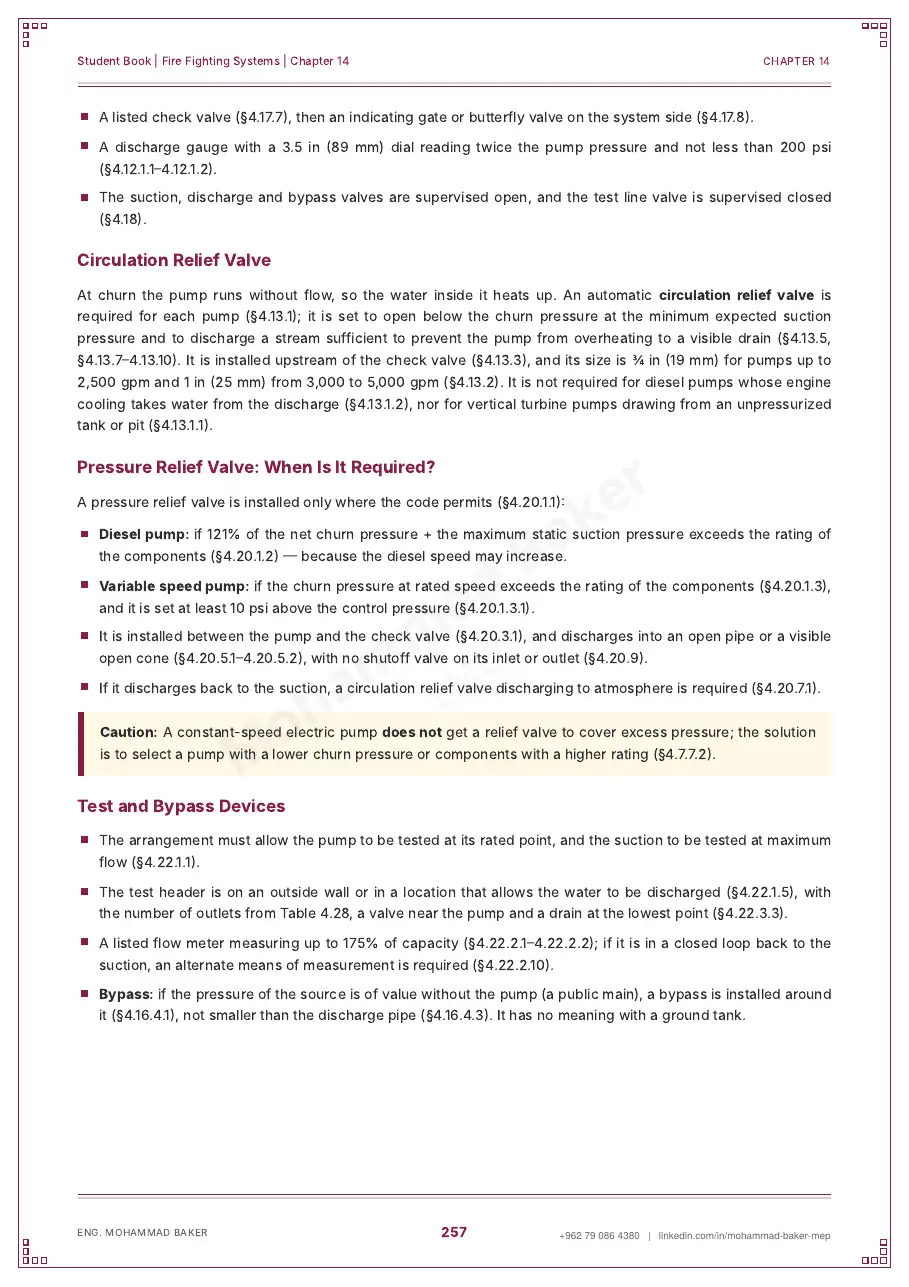 Student Book | Fire Fighting Systems | Chapter 14
CHAPTER 14
A listed check valve (§4.17.7), then an indicating gate or butterfly valve on the system side (§4.17.8).
A discharge gauge with a 3.5 in (89 mm) dial reading twice the pump pressure and not less than 200 psi
(§4.12.1.1–4.12.1.2).
The suction, discharge and bypass valves are supervised open, and the test line valve is supervised closed
(§4.18).
Circulation Relief Valve
At churn the pump runs without flow, so the water inside it heats up. An automatic circulation relief valve is
required for each pump (§4.13.1); it is set to open below the churn pressure at the minimum expected suction
pressure and to discharge a stream sufficient to prevent the pump from overheating to a visible drain (§4.13.5,
§4.13.7–4.13.10). It is installed upstream of the check valve (§4.13.3), and its size is ¾ in (19 mm) for pumps up to
2,500 gpm and 1 in (25 mm) from 3,000 to 5,000 gpm (§4.13.2). It is not required for diesel pumps whose engine
cooling takes water from the discharge (§4.13.1.2), nor for vertical turbine pumps drawing from an unpressurized
tank or pit (§4.13.1.1).
Pressure Relief Valve: When Is It Required?
A pressure relief valve is installed only where the code permits (§4.20.1.1):
Diesel pump: if 121% of the net churn pressure + the maximum static suction pressure exceeds the rating of
the components (§4.20.1.2) — because the diesel speed may increase.
Variable speed pump: if the churn pressure at rated speed exceeds the rating of the components (§4.20.1.3),
and it is set at least 10 psi above the control pressure (§4.20.1.3.1).
It is installed between the pump and the check valve (§4.20.3.1), and discharges into an open pipe or a visible
open cone (§4.20.5.1–4.20.5.2), with no shutoff valve on its inlet or outlet (§4.20.9).
If it discharges back to the suction, a circulation relief valve discharging to atmosphere is required (§4.20.7.1).
Caution: A constant-speed electric pump does not get a relief valve to cover excess pressure; the solution
is to select a pump with a lower churn pressure or components with a higher rating (§4.7.7.2).
Test and Bypass Devices
The arrangement must allow the pump to be tested at its rated point, and the suction to be tested at maximum
flow (§4.22.1.1).
The test header is on an outside wall or in a location that allows the water to be discharged (§4.22.1.5), with
the number of outlets from Table 4.28, a valve near the pump and a drain at the lowest point (§4.22.3.3).
A listed flow meter measuring up to 175% of capacity (§4.22.2.1–4.22.2.2); if it is in a closed loop back to the
suction, an alternate means of measurement is required (§4.22.2.10).
Bypass: if the pressure of the source is of value without the pump (a public main), a bypass is installed around
it (§4.16.4.1), not smaller than the discharge pipe (§4.16.4.3). It has no meaning with a ground tank.
ENG. MOHAMMAD BAKER
257
+962 79 086 4380 | linkedin.com/in/mohammad-baker-mep